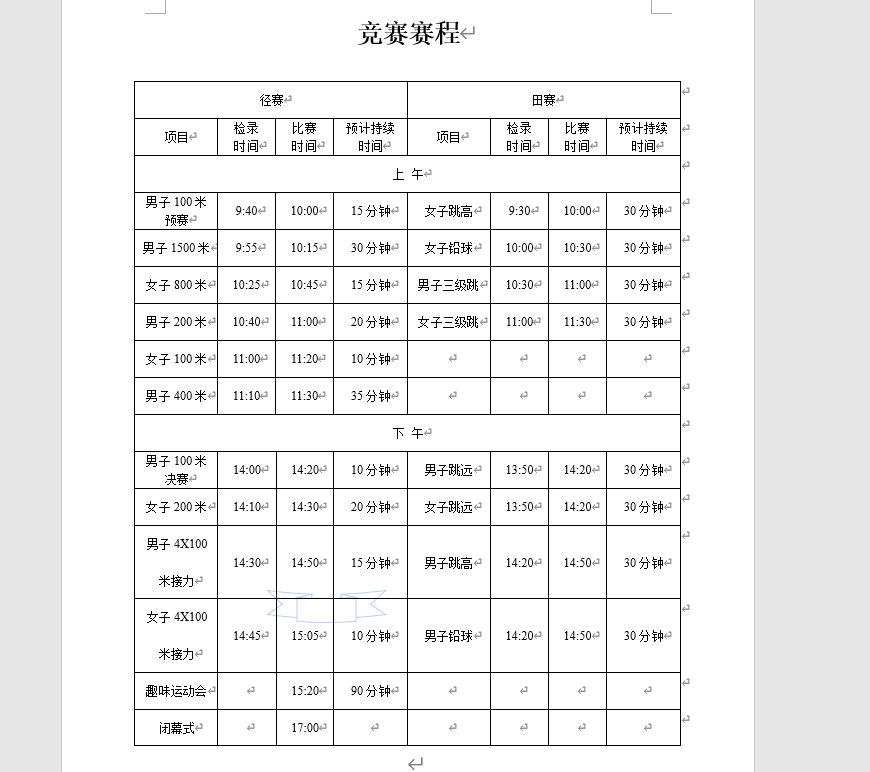 竞赛赛程
径赛 田赛
项目 检录时间 比赛时间 预计持续时间 项目 检录时间 比赛时间 预计持续时间
上 午
男子 100 米预赛 9:40 10:00 15 分钟 女子跳高 9:30 10:00 30 分钟
男子 1500 米 9:55 10:15 30 分钟 女子铅球 10:00 10:30 30 分钟
女子 800 米 10:25 10:45 15 分钟 男子三级跳 10:30 11:00 30 分钟
男子 200 米 10:40 11:00 20 分钟 女子三级跳 11:00 11:30 30 分钟
女子 100 米 11:00 11:20 10 分钟
男子 400 米 11:10 11:30 35 分钟
下 午
男子 100 米决赛 14:00 14:20 10 分钟 男子跳远 13:50 14:20 30 分钟
女子 200 米 14:10 14:30 20 分钟 女子跳远 13:50 14:20 30 分钟
男子 4X100 米接力 14:30 14:50 15 分钟 男子跳高 14:20 14:50 30 分钟
女子 4X100 米接力 14:45 15:05 10 分钟 男子铅球 14:20 14:50 30 分钟
趣味运动会 15:20 90 分钟
闭幕式 17:00